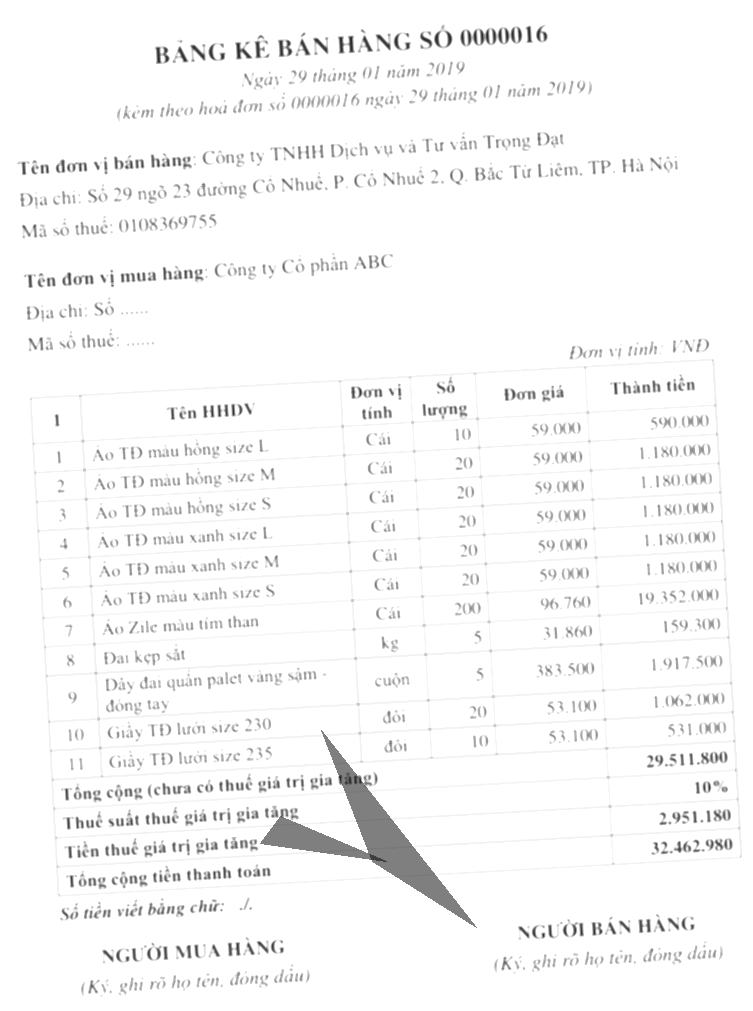 BẢNG KÊ BÁN HÀNG SỐ 0000016
Ngày 29 tháng 01 năm 2019
(kèm theo hoá đơn số 0000016 ngày 29 tháng 01 năm 2019)
Tên đơn vị bán hàng: Công ty TNHH Dịch vụ và Tư vấn Trọng Đạt
Địa chỉ: Số 29 ngõ 23 đường Cổ Nhuế, P. Cổ Nhuế 2, Q. Bắc Từ Liêm, TP. Hà Nội
Mã số thuế: 0108369755
Tên đơn vị mua hàng: Công ty Cổ phần ABC
Địa chỉ: Số ......
Mã số thuế: ......
Đơn vị tính: VNĐ
1 Tên HHDV Đơn vị tính Số lượng Đơn giá Thành tiền
1 Áo TĐ màu hồng size L Cái 10 59.000 590.000
2 Áo TĐ màu hồng size M Cái 20 59.000 1.180.000
3 Áo TĐ màu hồng size S Cái 20 59.000 1.180.000
4 Áo TĐ màu xanh size L Cái 20 59.000 1.180.000
5 Áo TĐ màu xanh size M Cái 20 59.000 1.180.000
6 Áo TĐ màu xanh size S Cái 20 59.000 1.180.000
7 Áo Zile màu tím than Cái 200 96.760 19.352.000
8 Đai kẹp sắt kg 5 31.860 159.300
9 Dây đai quấn palet vàng sậm - đóng tay cuộn 5 383.500 1.917.500
10 Giầy TĐ lưới size 230 đôi 20 53.100 1.062.000
11 Giầy TĐ lưới size 235 đôi 10 53.100 531.000
Tổng cộng (chưa có thuế giá trị gia tăng) 29.511.800
Thuế suất thuế giá trị gia tăng 10%
Tiền thuế giá trị gia tăng 2.951.180
Tổng cộng tiền thanh toán 32.462.980
Số tiền viết bằng chữ: ./.
NGƯỜI MUA HÀNG NGƯỜI BÁN HÀNG
(Ký, ghi rõ họ tên, đóng dấu) (Ký, ghi rõ họ tên, đóng dấu)